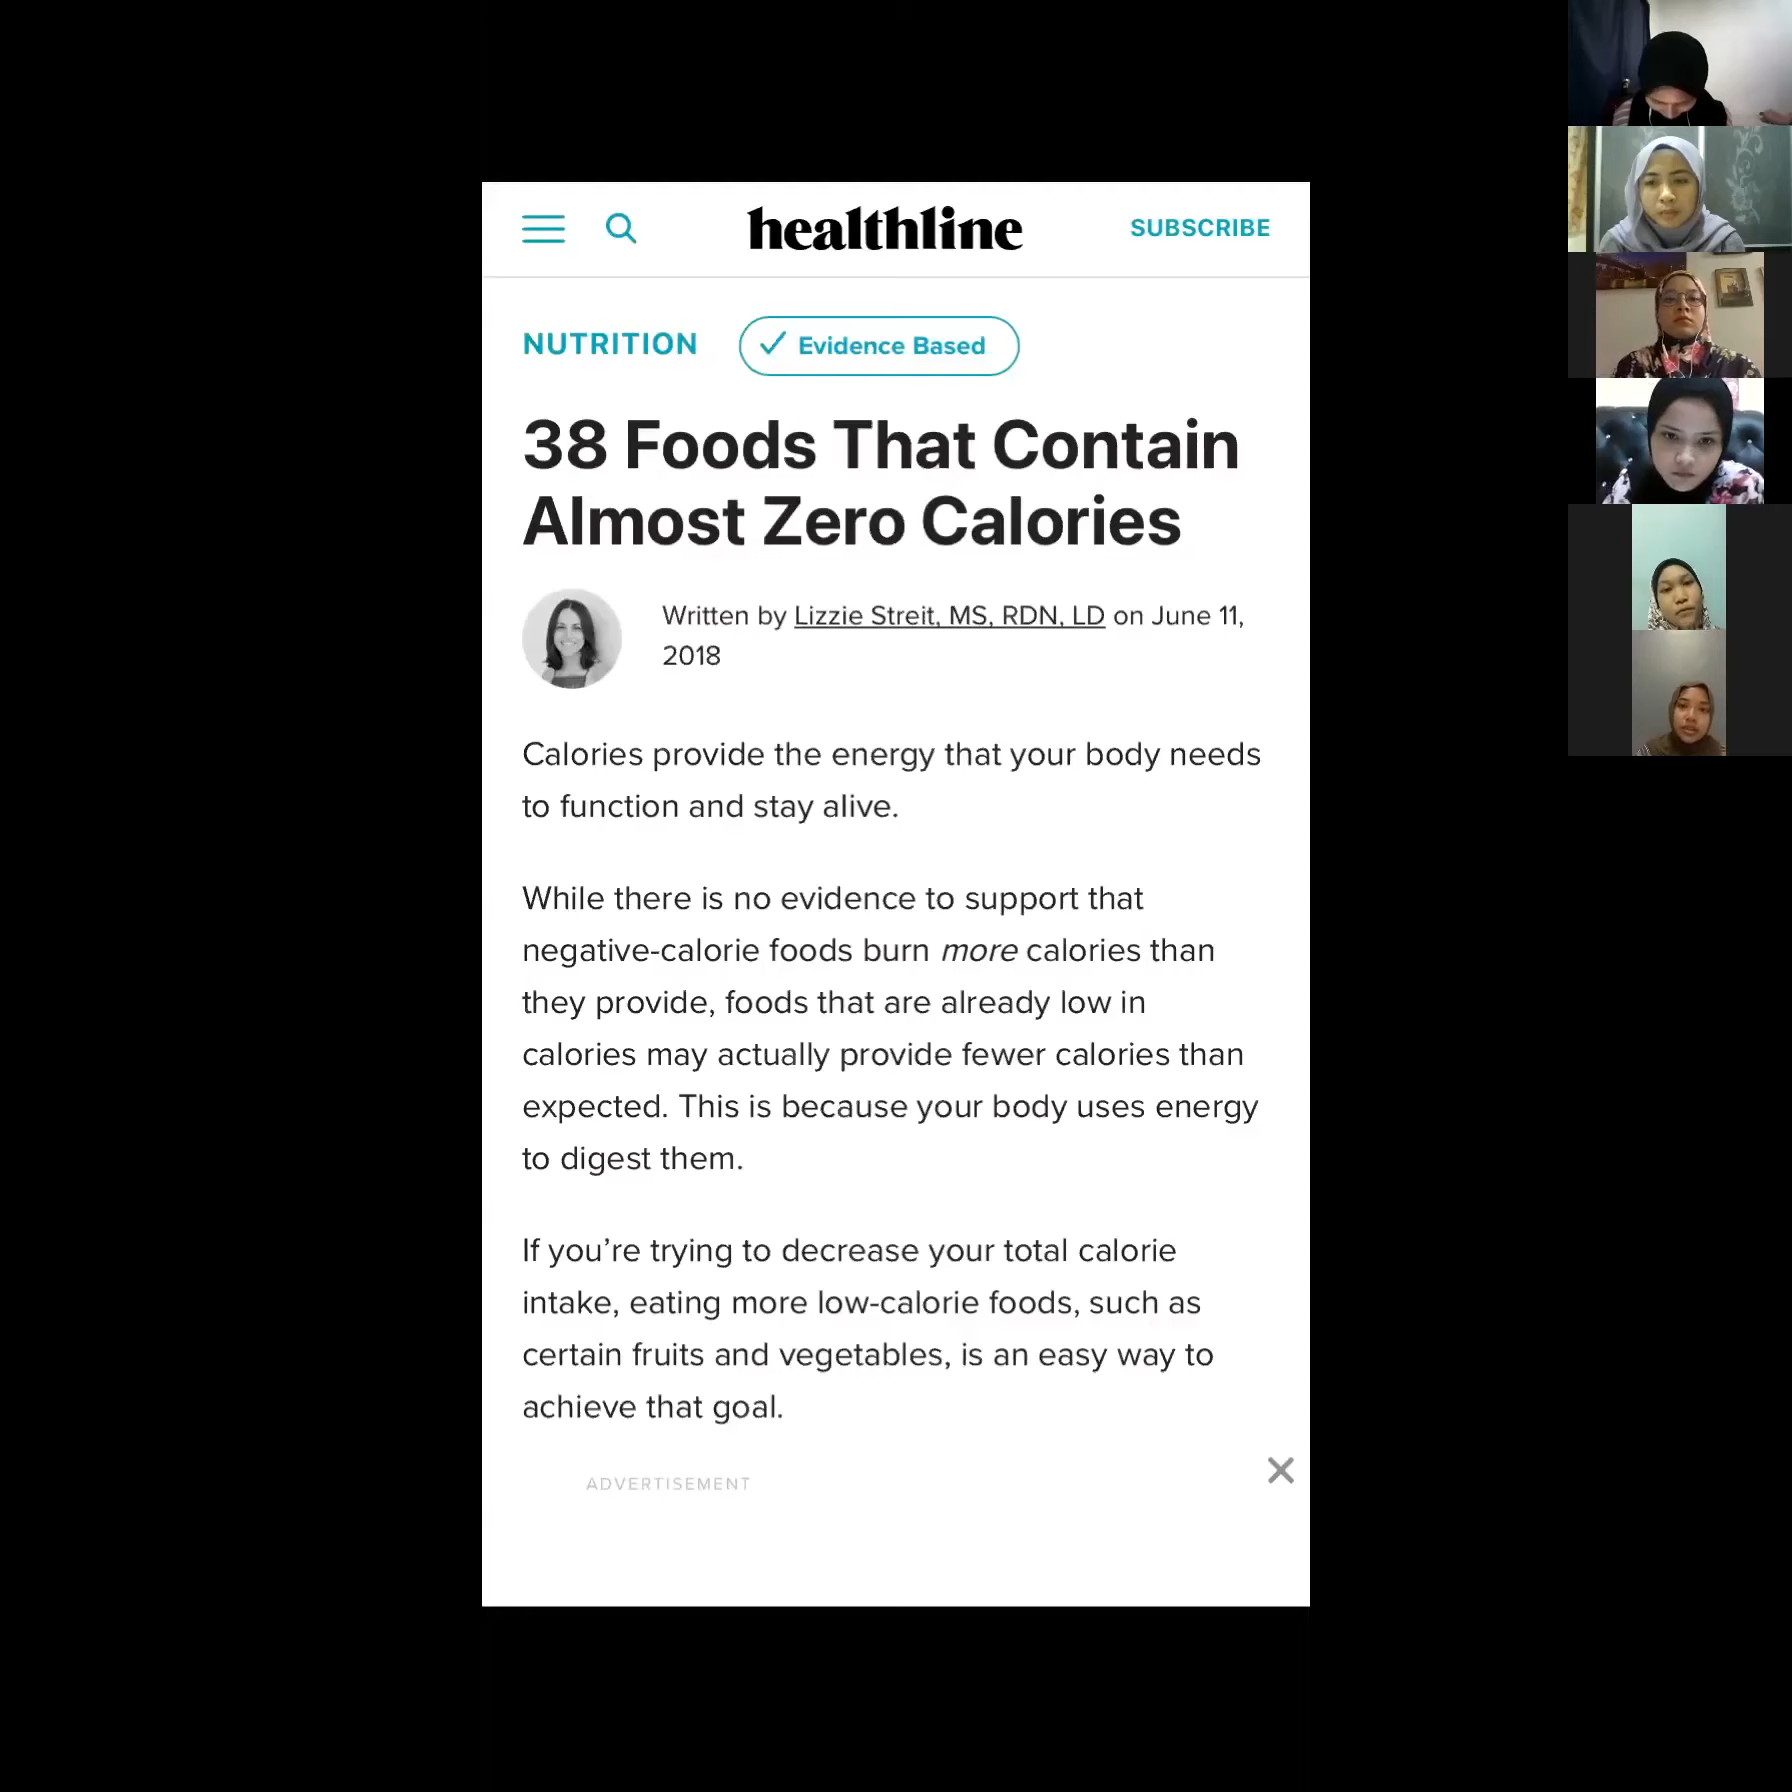 healthline
SUBSCRIBE
NUTRITION
Evidence Based
38 Foods That Contain
Almost Zero Calories
Written by Lizzie Streit, MS, RDN, LD on June 11,
2018
Calories provide the energy that your body needs
to function and stay alive.
While there is no evidence to support that
negative-calorie foods burn more calories than
they provide, foods that are already low in
calories may actually provide fewer calories than
expected. This is because your body uses energy
to digest them.
If you’re trying to decrease your total calorie
intake, eating more low-calorie foods, such as
certain fruits and vegetables, is an easy way to
achieve that goal.
ADVERTISEMENT